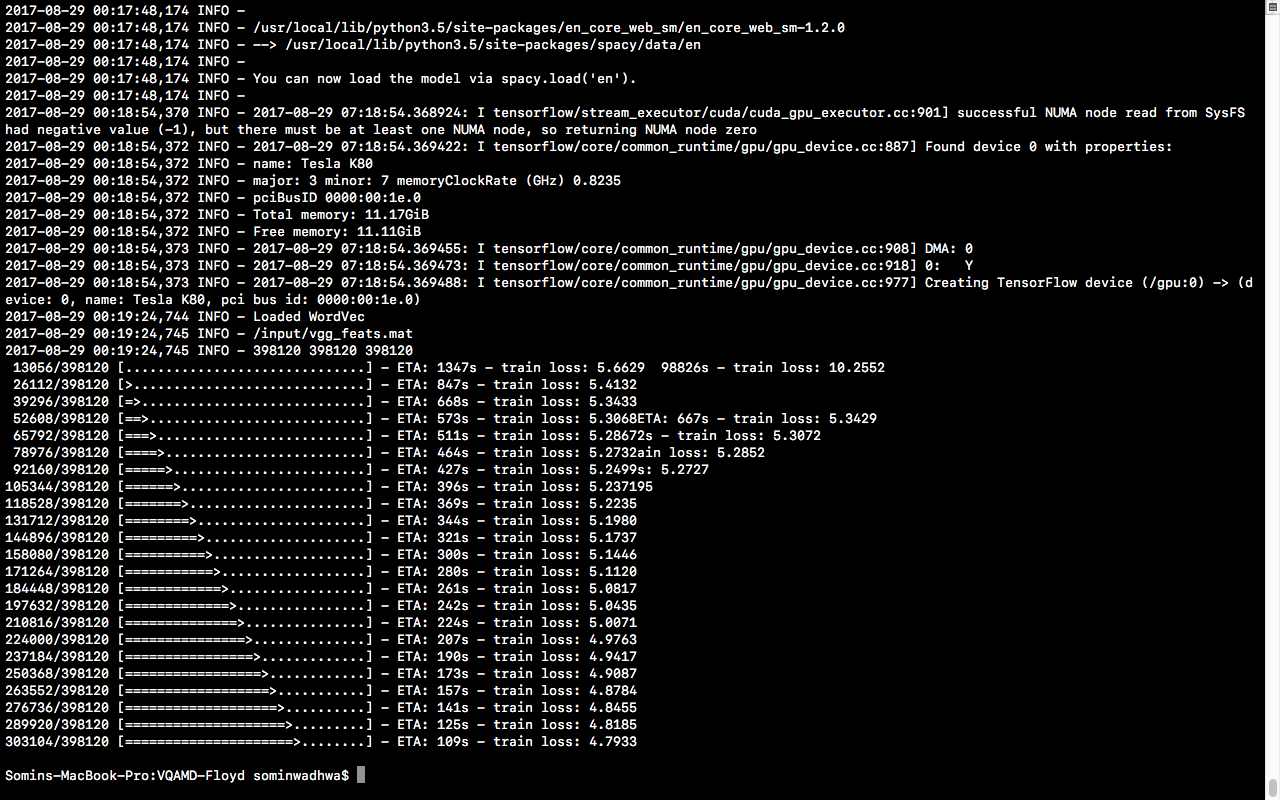 2017-08-29 00:17:48,174 INFO -
2017-08-29 00:17:48,174 INFO - /usr/local/lib/python3.5/site-packages/en_core_web_sm/en_core_web_sm-1.2.0
2017-08-29 00:17:48,174 INFO - --> /usr/local/lib/python3.5/site-packages/spacy/data/en
2017-08-29 00:17:48,174 INFO -
2017-08-29 00:17:48,174 INFO - You can now load the model via spacy.load('en').
2017-08-29 00:17:48,174 INFO -
2017-08-29 00:18:54,370 INFO - 2017-08-29 07:18:54.368924: I tensorflow/stream_executor/cuda/cuda_gpu_executor.cc:901] successful NUMA node read from SysFS
had negative value (-1), but there must be at least one NUMA node, so returning NUMA node zero
2017-08-29 00:18:54,372 INFO - 2017-08-29 07:18:54.369422: I tensorflow/core/common_runtime/gpu/gpu_device.cc:887] Found device 0 with properties:
2017-08-29 00:18:54,372 INFO - name: Tesla K80
2017-08-29 00:18:54,372 INFO - major: 3 minor: 7 memoryClockRate (GHz) 0.8235
2017-08-29 00:18:54,372 INFO - pciBusID 0000:00:1e.0
2017-08-29 00:18:54,372 INFO - Total memory: 11.17GiB
2017-08-29 00:18:54,372 INFO - Free memory: 11.11GiB
2017-08-29 00:18:54,373 INFO - 2017-08-29 07:18:54.369455: I tensorflow/core/common_runtime/gpu/gpu_device.cc:908] DMA: 0
2017-08-29 00:18:54,373 INFO - 2017-08-29 07:18:54.369473: I tensorflow/core/common_runtime/gpu/gpu_device.cc:918] 0:   Y
2017-08-29 00:18:54,373 INFO - 2017-08-29 07:18:54.369488: I tensorflow/core/common_runtime/gpu/gpu_device.cc:977] Creating TensorFlow device (/gpu:0) -> (d
evice: 0, name: Tesla K80, pci bus id: 0000:00:1e.0)
2017-08-29 00:19:24,744 INFO - Loaded WordVec
2017-08-29 00:19:24,745 INFO - /input/vgg_feats.mat
2017-08-29 00:19:24,745 INFO - 398120 398120 398120
 13056/398120 [..............................] - ETA: 1347s - train loss: 5.6629  98826s - train loss: 10.2552
 26112/398120 [>.............................] - ETA: 847s - train loss: 5.4132
 39296/398120 [=>............................] - ETA: 668s - train loss: 5.3433
 52608/398120 [==>...........................] - ETA: 573s - train loss: 5.3068ETA: 667s - train loss: 5.3429
 65792/398120 [===>..........................] - ETA: 511s - train loss: 5.28672s - train loss: 5.3072
 78976/398120 [====>.........................] - ETA: 464s - train loss: 5.2732ain loss: 5.2852
 92160/398120 [=====>........................] - ETA: 427s - train loss: 5.2499s: 5.2727
105344/398120 [======>.......................] - ETA: 396s - train loss: 5.237195
118528/398120 [=======>......................] - ETA: 369s - train loss: 5.2235
131712/398120 [========>.....................] - ETA: 344s - train loss: 5.1980
144896/398120 [=========>....................] - ETA: 321s - train loss: 5.1737
158080/398120 [==========>...................] - ETA: 300s - train loss: 5.1446
171264/398120 [===========>..................] - ETA: 280s - train loss: 5.1120
184448/398120 [============>.................] - ETA: 261s - train loss: 5.0817
197632/398120 [=============>................] - ETA: 242s - train loss: 5.0435
210816/398120 [==============>...............] - ETA: 224s - train loss: 5.0071
224000/398120 [===============>..............] - ETA: 207s - train loss: 4.9763
237184/398120 [================>.............] - ETA: 190s - train loss: 4.9417
250368/398120 [=================>............] - ETA: 173s - train loss: 4.9087
263552/398120 [==================>...........] - ETA: 157s - train loss: 4.8784
276736/398120 [===================>..........] - ETA: 141s - train loss: 4.8455
289920/398120 [====================>.........] - ETA: 125s - train loss: 4.8185
303104/398120 [=====================>........] - ETA: 109s - train loss: 4.7933
Somins-MacBook-Pro:VQAMD-Floyd sominwadhwa$